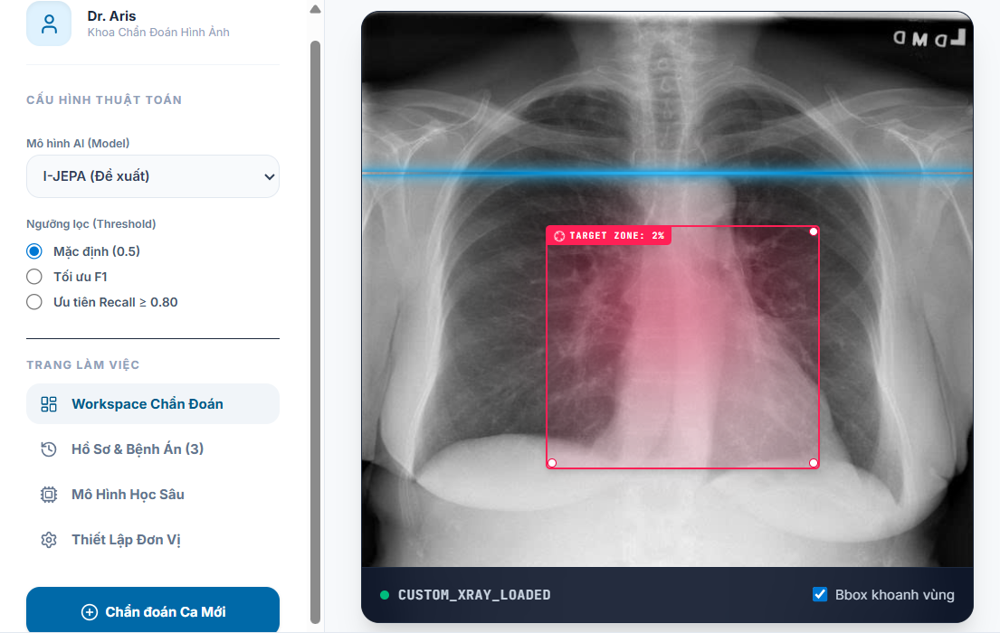 Dr. Aris
Khoa Chẩn Đoán Hình Ảnh
CẤU HÌNH THUẬT TOÁN
Mô hình AI (Model)
I-JEPA (Đề xuất)
Ngưỡng lọc (Threshold)
Mặc định (0.5)
Tối ưu F1
Ưu tiên Recall ≥ 0.80
TRANG LÀM VIỆC
Workspace Chẩn Đoán
Hồ Sơ & Bệnh Án (3)
Mô Hình Học Sâu
Thiết Lập Đơn Vị
Chẩn đoán Ca Mới
TARGET ZONE: 2%
CUSTOM_XRAY_LOADED
Bbox khoanh vùng